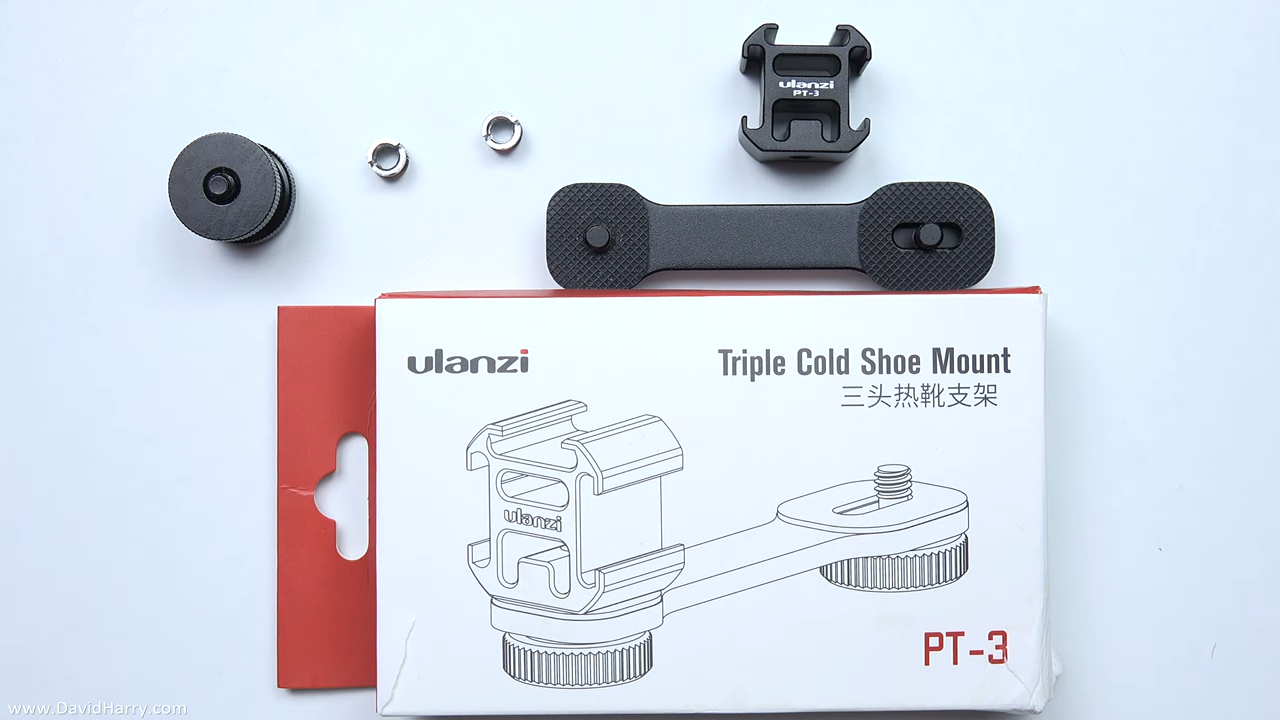 ulanzi
PT-3
ulanzi
Triple Cold Shoe Mount
三头热靴支架
ulanzi
PT-3
www.DavidHarry.com